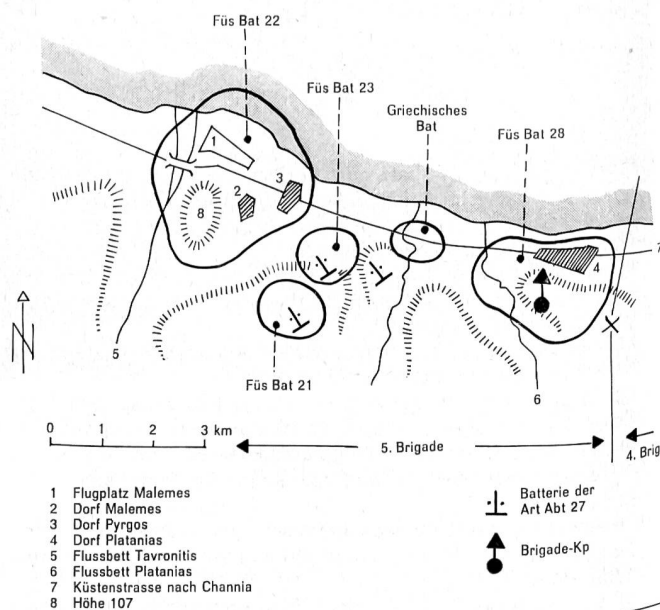 Füs Bat 22
Füs Bat 23
Griechisches
Bat
Füs Bat 28
1
2
3
8
4
7
N
5
Füs Bat 21
6
0 1 2 3 km
5. Brigade
4. Brig
1 Flugplatz Malemes
2 Dorf Malemes
3 Dorf Pyrgos
4 Dorf Platanias
5 Flussbett Tavronitis
6 Flussbett Platanias
7 Küstenstrasse nach Channia
8 Höhe 107
Batterie der
Art Abt 27
Brigade-Kp